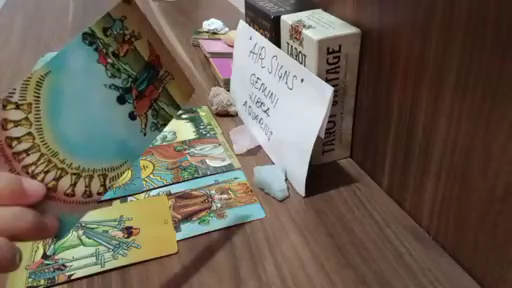 "AIR SIGNS"
GEMINI
LIBRA
AQUARIUS
TAROT
TAROT VINTAGE